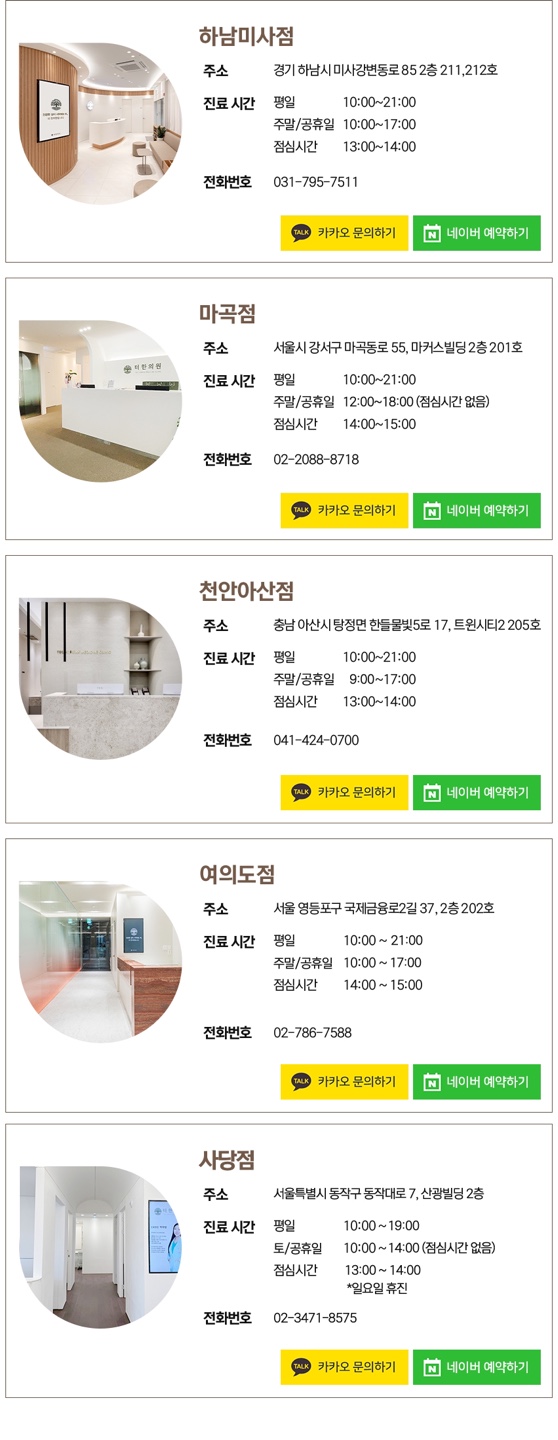 하남미사점
주소 경기 하남시 미사강변동로 85 2층 211,212호
진료 시간 평일 10:00~21:00
주말/공휴일 10:00~17:00
점심시간 13:00~14:00
전화번호 031-795-7511
TALK 카카오 문의하기 N 네이버 예약하기
마곡점
티한의원
주소 서울시 강서구 마곡동로 55, 마커스빌딩 2층 201호
진료 시간 평일 10:00~21:00
주말/공휴일 12:00~18:00 (점심시간 없음)
점심시간 14:00~15:00
전화번호 02-2088-8718
TALK 카카오 문의하기 N 네이버 예약하기
천안아산점
주소 충남 아산시 탕정면 한들물빛5로 17, 트윈시티2 205호
진료 시간 평일 10:00~21:00
주말/공휴일 9:00~17:00
점심시간 13:00~14:00
전화번호 041-424-0700
TALK 카카오 문의하기 N 네이버 예약하기
여의도점
주소 서울 영등포구 국제금융로2길 37, 2층 202호
진료 시간 평일 10:00 ~ 21:00
주말/공휴일 10:00 ~ 17:00
점심시간 14:00 ~ 15:00
전화번호 02-786-7588
TALK 카카오 문의하기 N 네이버 예약하기
사당점
주소 서울특별시 동작구 동작대로 7, 산광빌딩 2층
진료 시간 평일 10:00 ~ 19:00
토/공휴일 10:00 ~ 14:00 (점심시간 없음)
점심시간 13:00 ~ 14:00
*일요일 휴진
전화번호 02-3471-8575
TALK 카카오 문의하기 N 네이버 예약하기